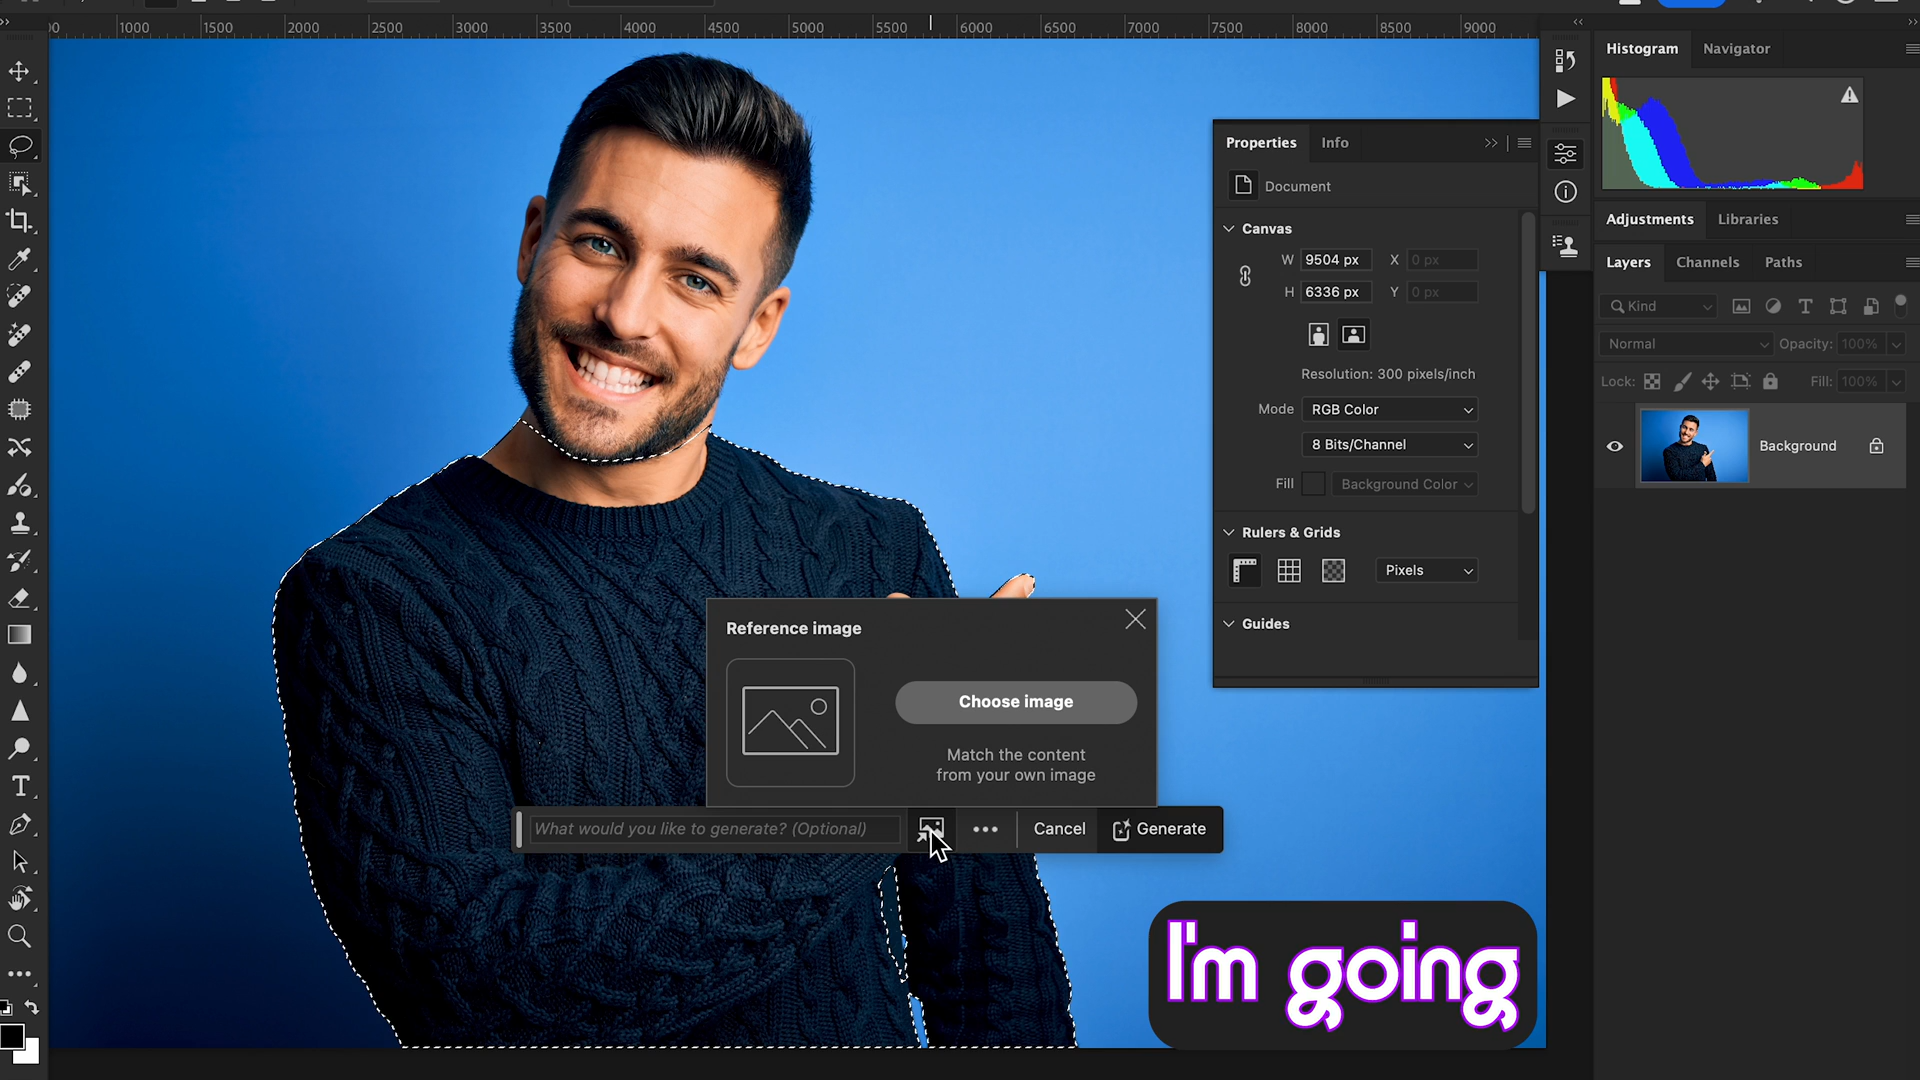 1000 1500 2000 2500 3000 3500 4000 4500 5000 5500 6000 6500 7000 7500 8000 8500 9000
Histogram Navigator
Properties Info
Document
Canvas
W 9504 px X 0 px
H 6336 px Y 0 px
Resolution: 300 pixels/inch
Mode RGB Color
8 Bits/Channel
Fill Background Color
Rulers & Grids
Pixels
Guides
Adjustments Libraries
Layers Channels Paths
Kind
Normal Opacity: 100%
Lock: Fill: 100%
Background
Reference image
Choose image
Match the content
from your own image
What would you like to generate? (Optional) Cancel Generate
I'm going